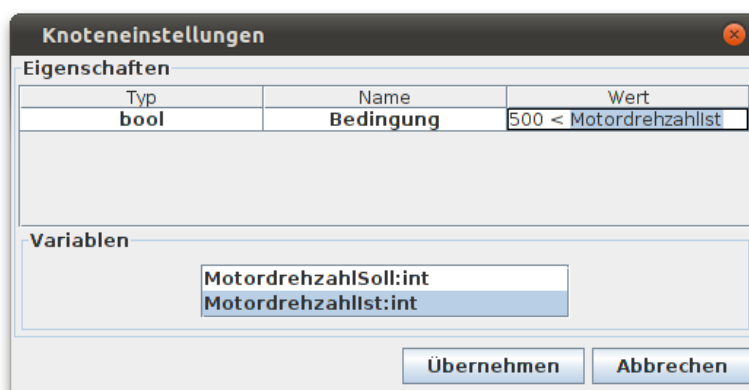 Knoteneinstellungen
Eigenschaften
Typ Name Wert
bool Bedingung 500 < MotordrehzahlIst
Variablen
MotordrehzahlSoll:int
MotordrehzahlIst:int
Übernehmen Abbrechen